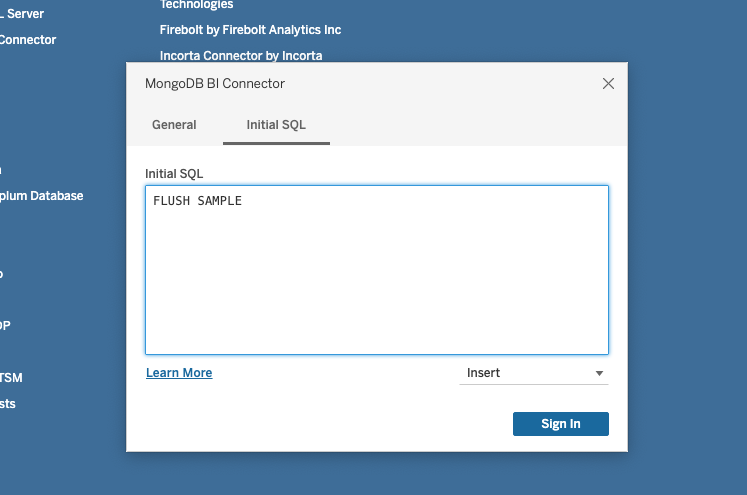 Technologies
L Server
Firebolt by Firebolt Analytics Inc
Connector
Incorta Connector by Incorta
MongoDB BI Connector
General
Initial SQL
Initial SQL
FLUSH SAMPLE
plum Database
OP
TSM
sts
Learn More
Insert
Sign In